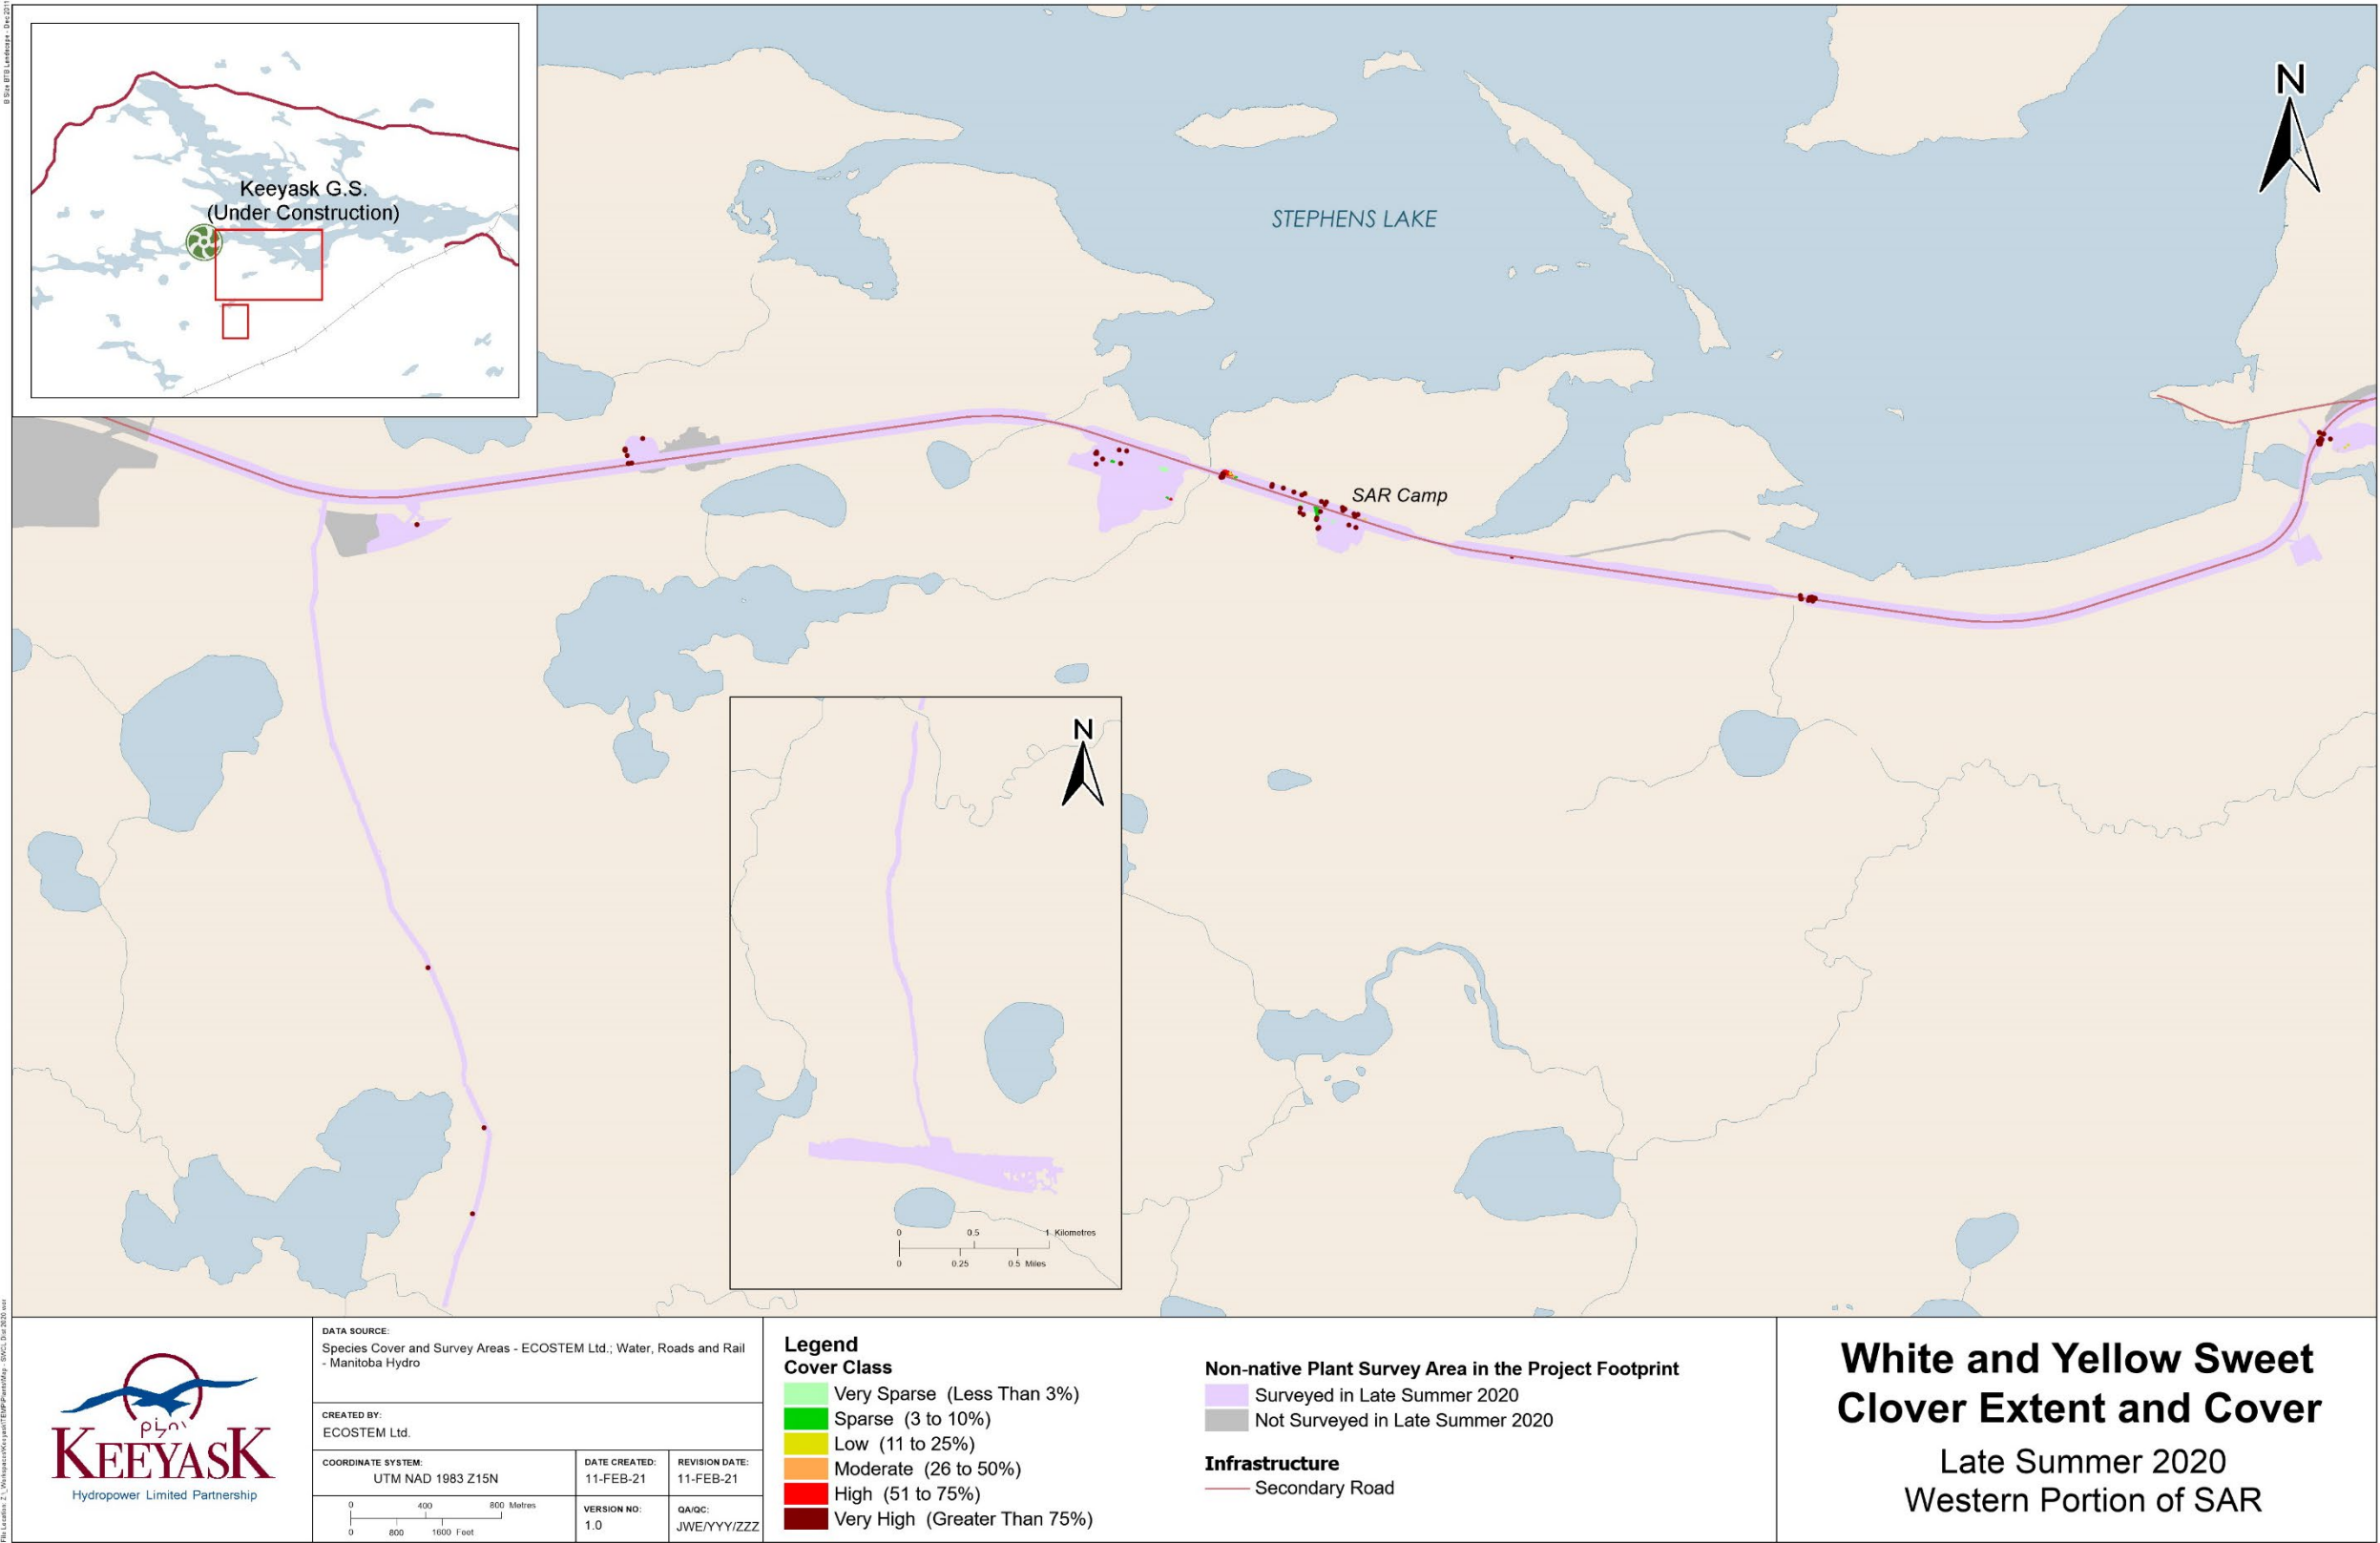 B Size BTB Landscape - Dec 2011
Keeyask G.S.
(Under Construction)
N
STEPHENS LAKE
SAR Camp
N
0 0.5 1 Kilometres
0 0.25 0.5 Miles
KEEYASK
Hydropower Limited Partnership
DATA SOURCE:
Species Cover and Survey Areas - ECOSTEM Ltd.; Water, Roads and Rail
- Manitoba Hydro
CREATED BY:
ECOSTEM Ltd.
COORDINATE SYSTEM:
UTM NAD 1983 Z15N
DATE CREATED:
11-FEB-21
REVISION DATE:
11-FEB-21
0 400 800 Metres
0 800 1600 Feet
VERSION NO:
1.0
QA/QC:
JWE/YYY/ZZZ
Legend
Cover Class
Very Sparse (Less Than 3%)
Sparse (3 to 10%)
Low (11 to 25%)
Moderate (26 to 50%)
High (51 to 75%)
Very High (Greater Than 75%)
Non-native Plant Survey Area in the Project Footprint
Surveyed in Late Summer 2020
Not Surveyed in Late Summer 2020
Infrastructure
Secondary Road
White and Yellow Sweet
Clover Extent and Cover
Late Summer 2020
Western Portion of SAR